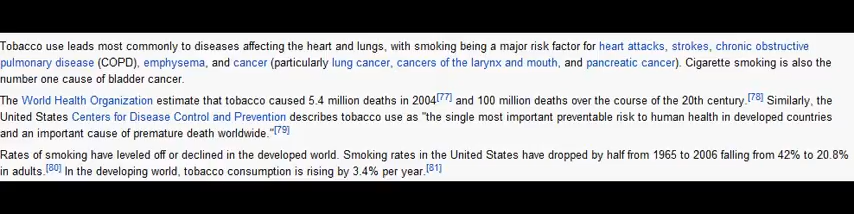 Tobacco use leads most commonly to diseases affecting the heart and lungs, with smoking being a major risk factor for heart attacks, strokes, chronic obstructive
pulmonary disease (COPD), emphysema, and cancer (particularly lung cancer, cancers of the larynx and mouth, and pancreatic cancer). Cigarette smoking is also the
number one cause of bladder cancer.
The World Health Organization estimate that tobacco caused 5.4 million deaths in 2004[77] and 100 million deaths over the course of the 20th century.[78] Similarly, the
United States Centers for Disease Control and Prevention describes tobacco use as "the single most important preventable risk to human health in developed countries
and an important cause of premature death worldwide."[79]
Rates of smoking have leveled off or declined in the developed world. Smoking rates in the United States have dropped by half from 1965 to 2006 falling from 42% to 20.8%
in adults.[80] In the developing world, tobacco consumption is rising by 3.4% per year.[81]